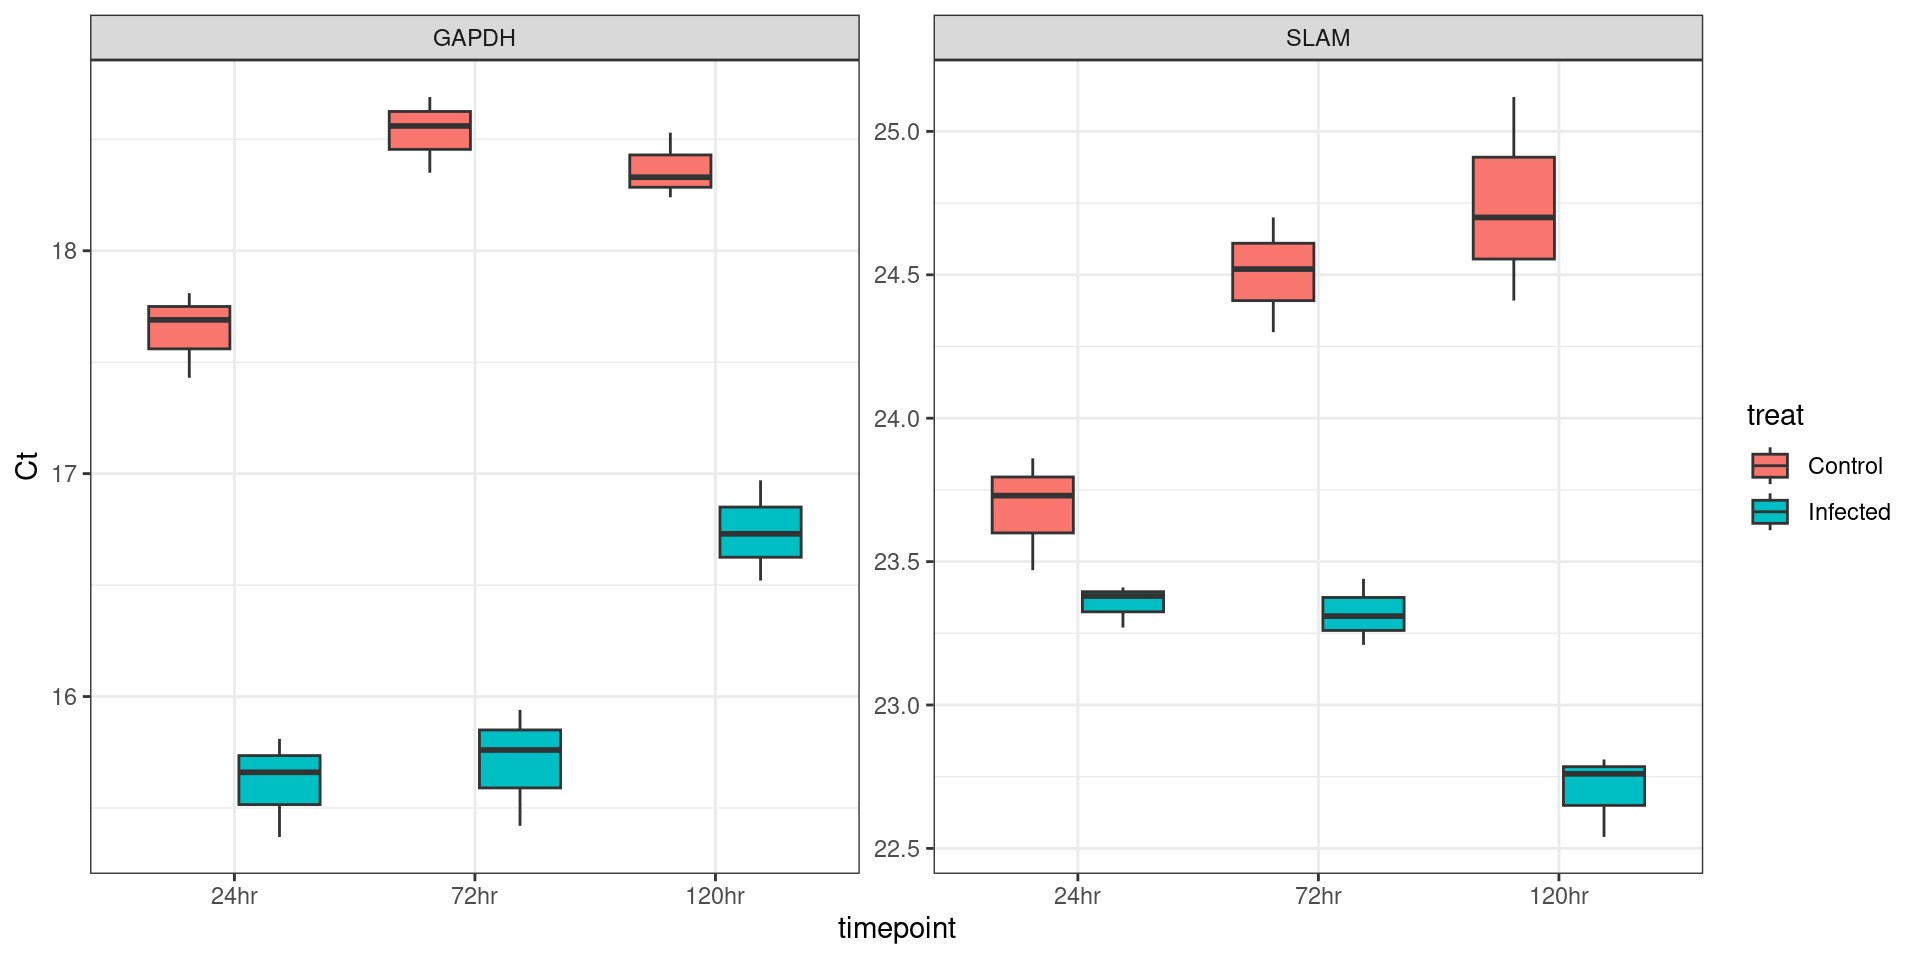 GAPDH
SLAM
Ct
18
17
16
25.0
24.5
24.0
23.5
23.0
22.5
24hr
72hr
120hr
24hr
72hr
120hr
timepoint
treat
Control
Infected